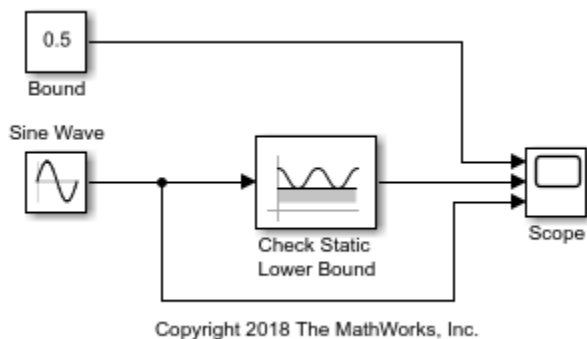 0.5
Bound
Sine Wave
Check Static
Lower Bound
Scope
Copyright 2018 The MathWorks, Inc.